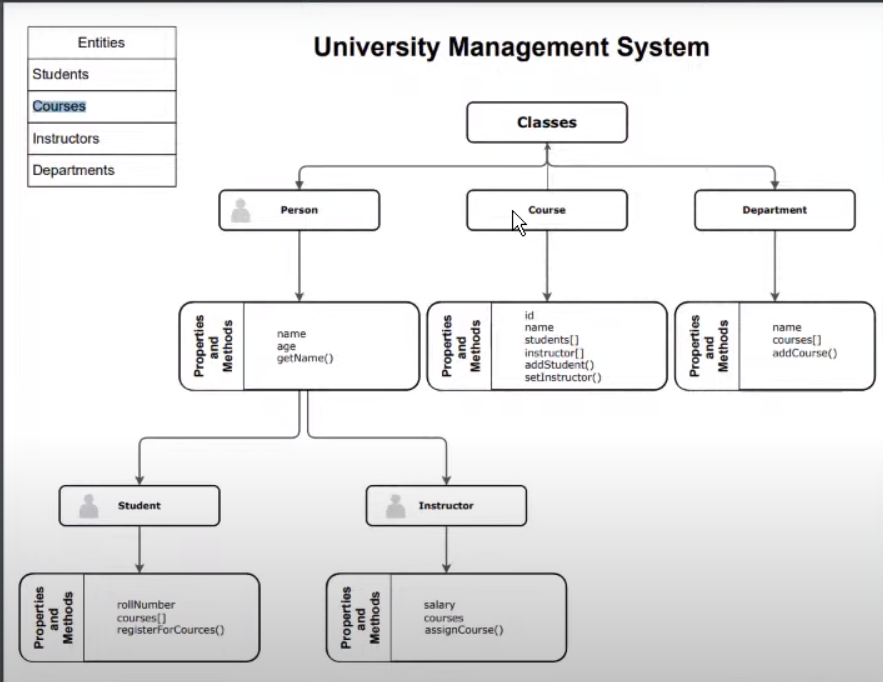 Entities
Students
Courses
Instructors
Departments
University Management System
Classes
Person
Course
Department
Properties
and
Methods
name
age
getName()
Properties
and
Methods
id
name
students[]
instructor[]
addStudent()
setInstructor()
Properties
and
Methods
name
courses[]
addCourse()
Student
Instructor
Properties
and
Methods
rollNumber
courses[]
registerForCources()
Properties
and
Methods
salary
courses
assignCourse()